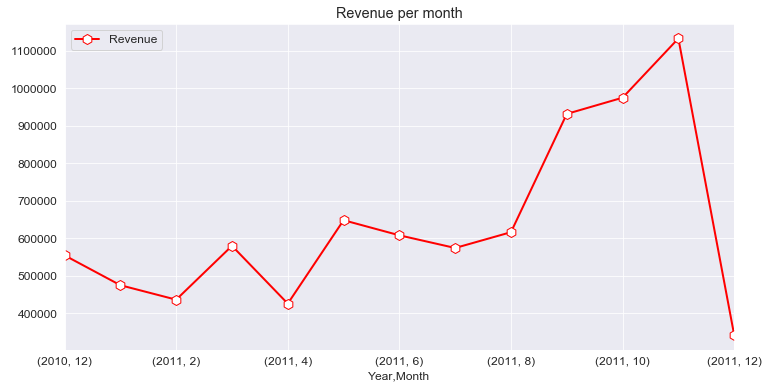 Revenue per month
Revenue
1100000
1000000
900000
800000
700000
600000
500000
400000
(2010, 12) (2011, 2) (2011, 4) (2011, 6) (2011, 8) (2011, 10) (2011, 12)
Year,Month